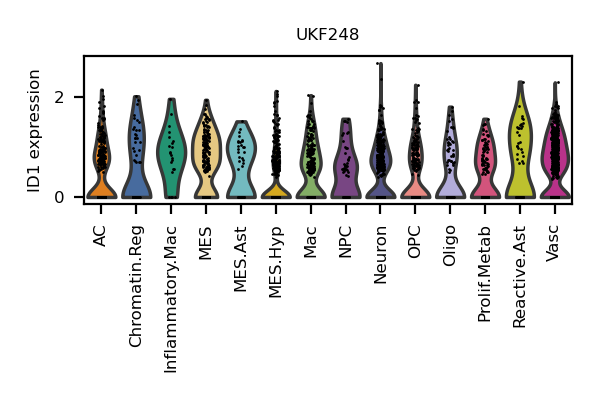 UKF248
ID1 expression
2
0
AC
Chromatin.Reg
Inflammatory.Mac
MES
MES.Ast
MES.Hyp
Mac
NPC
Neuron
OPC
Oligo
Prolif.Metab
Reactive.Ast
Vasc